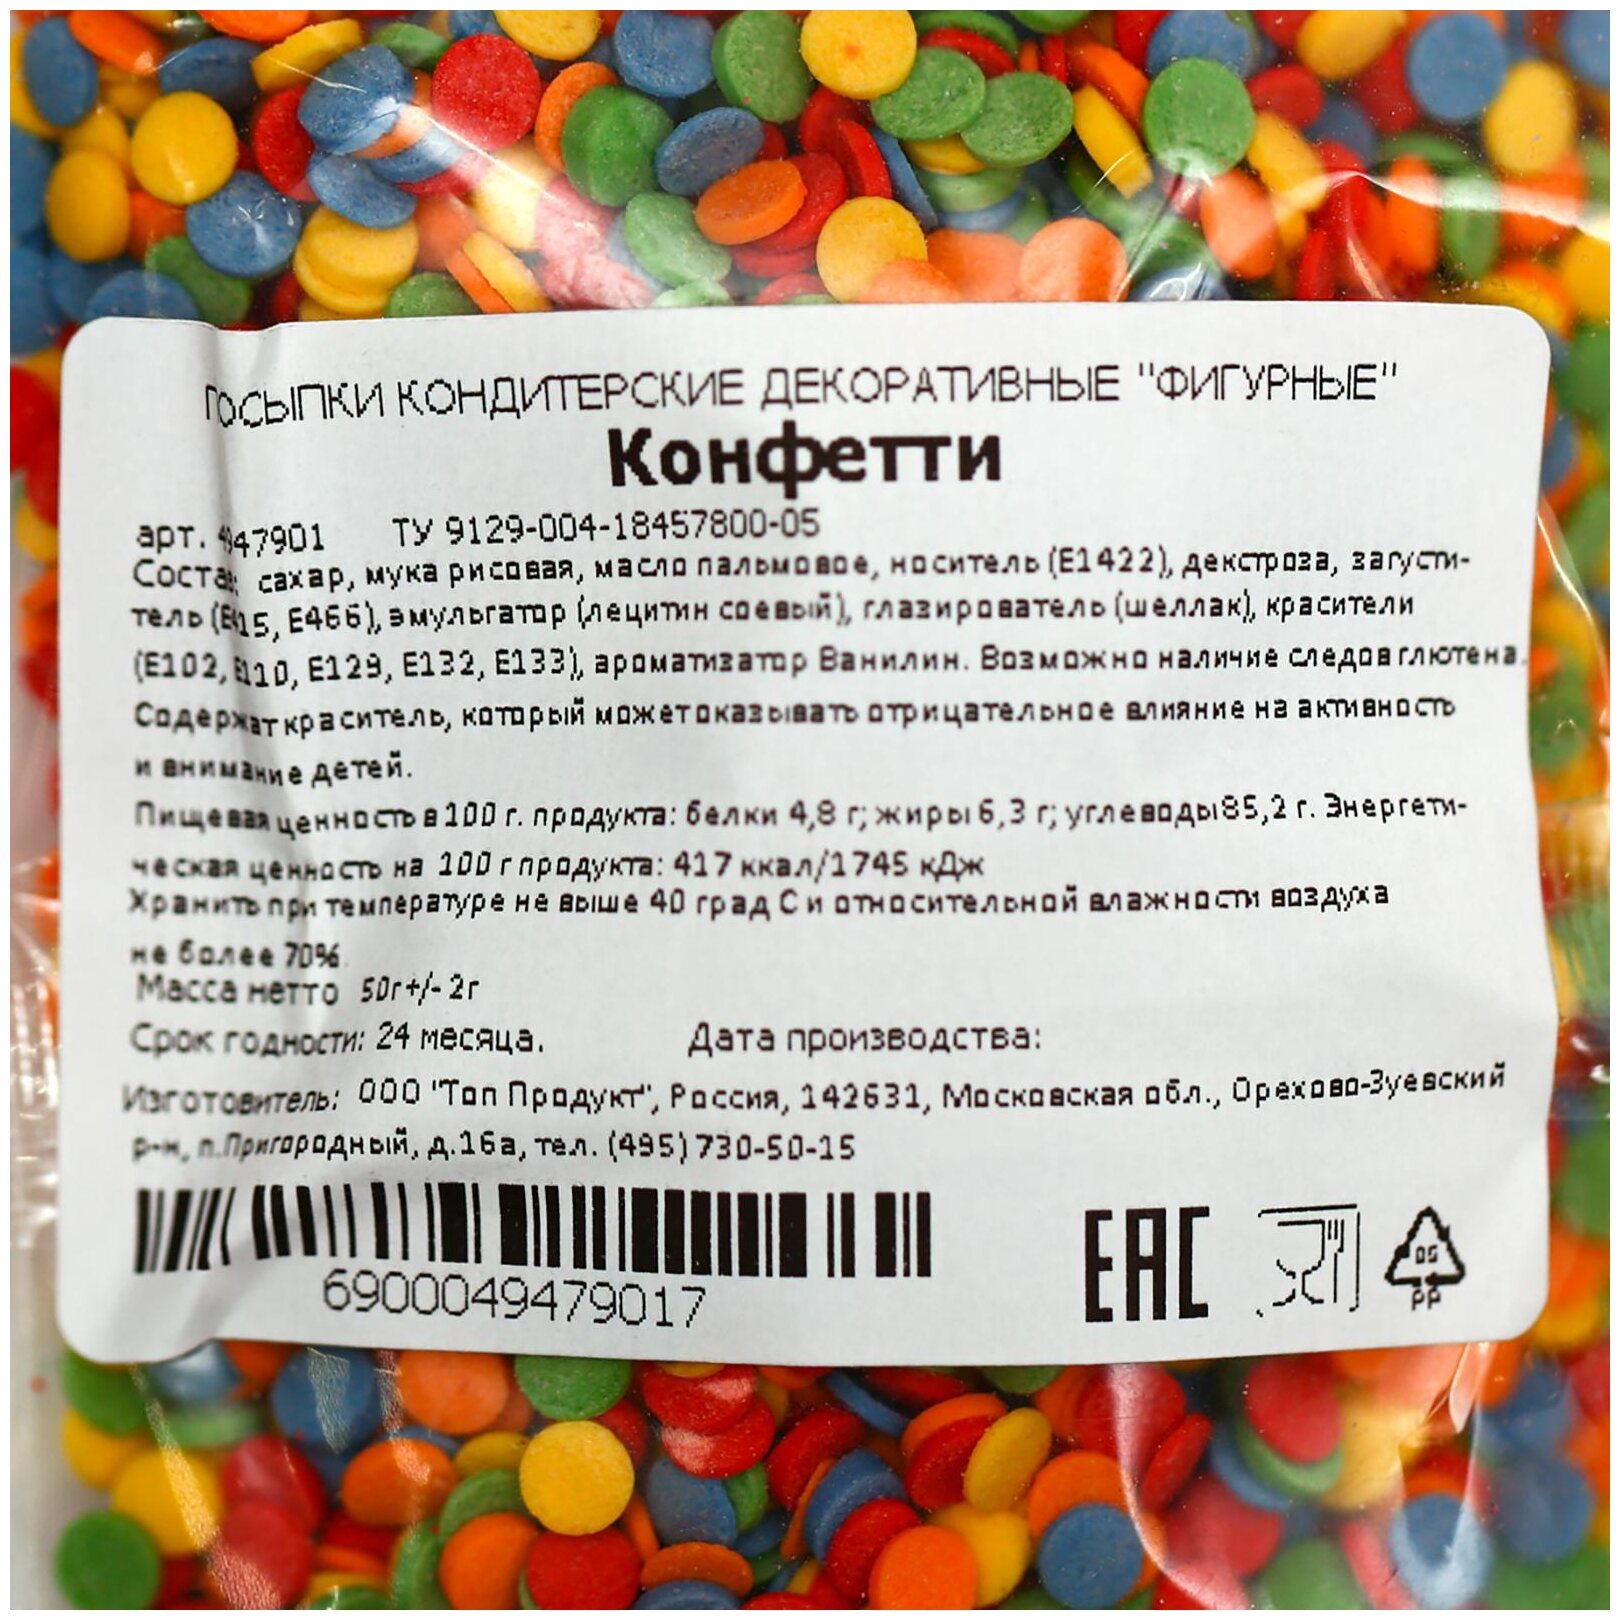 ПОСЫПКИ КОНДИТЕРСКИЕ ДЕКОРАТИВНЫЕ "ФИГУРНЫЕ"
Конфетти
арт. 4947901 ТУ 9129-004-18457800-05
Состав: сахар, мука рисовая, масло пальмовое, носитель (Е1422), декстроза, загусти-
тель (Е415, Е466), эмульгатор (лецитин соевый), глазирователь (шеллак), красители
(Е102, Е110, Е129, Е132, Е133), ароматизатор Ванилин. Возможно наличие следов глютена.
Содержат краситель, который может оказывать отрицательное влияние на активность
и внимание детей.
Пищевая ценность в 100 г. продукта: белки 4,8 г; жиры 6,3 г; углеводы 85,2 г. Энергети-
ческая ценность на 100 г продукта: 417 ккал/1745 кДж
Хранить при температуре не выше 40 град С и относительной влажности воздуха
не более 70%
Масса нетто 50г +/- 2г
Срок годности: 24 месяца. Дата производства:
Изготовитель: ООО "Топ Продукт", Россия, 142631, Московская обл., Орехово-Зуевский
р-н, п.Пригородный, д.16а, тел. (495) 730-50-15
6900049479017
EAC
05
PP